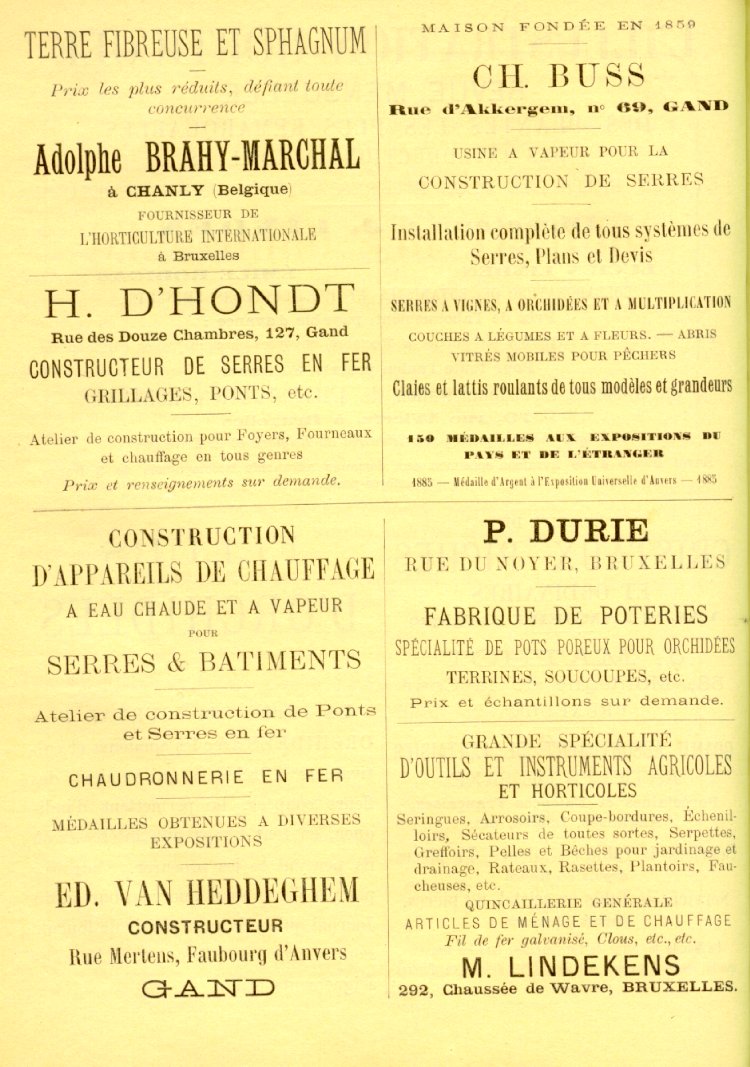 TERRE FIBREUSE ET SPHAGNUM
Prix les plus réduits, défiant toute
concurrence
Adolphe BRAHY-MARCHAL
à CHANLY (Belgique)
FOURNISSEUR DE
L'HORTICULTURE INTERNATIONALE
à Bruxelles
H. D'HONDT
Rue des Douze Chambres, 127, Gand
CONSTRUCTEUR DE SERRES EN FER
GRILLAGES, PONTS, etc.
Atelier de construction pour Foyers, Fourneaux
et chauffage en tous genres
Prix et renseignements sur demande.
MAISON FONDÉE EN 1859
CH. BUSS
Rue d'Akkergem, n° 69, GAND
USINE A VAPEUR POUR LA
CONSTRUCTION DE SERRES
Installation complète de tous systèmes de
Serres, Plans et Devis
SERRES A VIGNES, A ORCHIDÉES ET A MULTIPLICATION
COUCHES A LÉGUMES ET A FLEURS. — ABRIS
VITRÉS MOBILES POUR PÊCHERS
Claies et lattis roulants de tous modèles et grandeurs
150 MÉDAILLES AUX EXPOSITIONS DU
PAYS ET DE L'ÉTRANGER
1885 — Médaille d'Argent à l'Exposition Universelle d'Anvers — 1885
CONSTRUCTION
D'APPAREILS DE CHAUFFAGE
A EAU CHAUDE ET A VAPEUR
POUR
SERRES & BATIMENTS
Atelier de construction de Ponts
et Serres en fer
CHAUDRONNERIE EN FER
MÉDAILLES OBTENUES A DIVERSES
EXPOSITIONS
ED. VAN HEDDEGHEM
CONSTRUCTEUR
Rue Mertens, Faubourg d'Anvers
GAND
P. DURIE
RUE DU NOYER, BRUXELLES
FABRIQUE DE POTERIES
SPÉCIALITÉ DE POTS POREUX POUR ORCHIDÉES
TERRINES, SOUCOUPES, etc.
Prix et échantillons sur demande.
GRANDE SPÉCIALITÉ
D'OUTILS ET INSTRUMENTS AGRICOLES
ET HORTICOLES
Seringues, Arrosoirs, Coupe-bordures, Échenil-
loirs, Sécateurs de toutes sortes, Serpettes,
Greffoirs, Pelles et Bêches pour jardinage et
drainage, Rateaux, Rasettes, Plantoirs, Fau-
cheuses, etc.
QUINCAILLERIE GENÉRALE
ARTICLES DE MÉNAGE ET DE CHAUFFAGE
Fil de fer galvanisé, Clous, etc., etc.
M. LINDEKENS
292, Chaussée de Wavre, BRUXELLES.